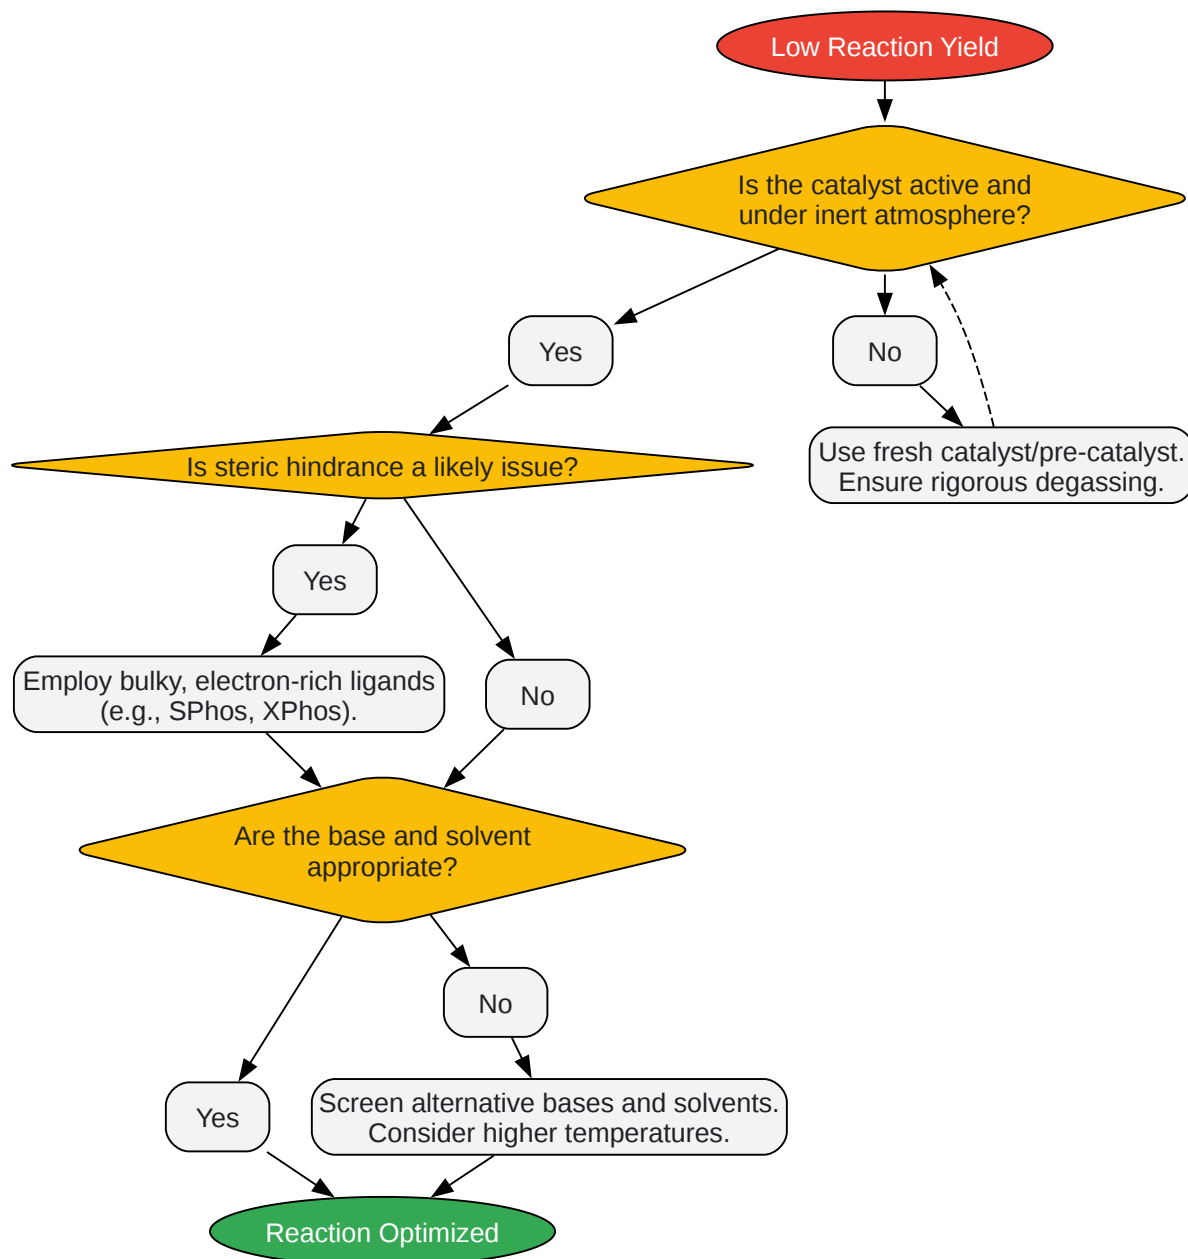 Low Reaction Yield
Is the catalyst active and
under inert atmosphere?
Yes
No
Use fresh catalyst/pre-catalyst.
Ensure rigorous degassing.
Is steric hindrance a likely issue?
Yes
Employ bulky, electron-rich ligands
(e.g., SPhos, XPhos).
No
Are the base and solvent
appropriate?
No
Yes
Screen alternative bases and solvents.
Consider higher temperatures.
Reaction Optimized